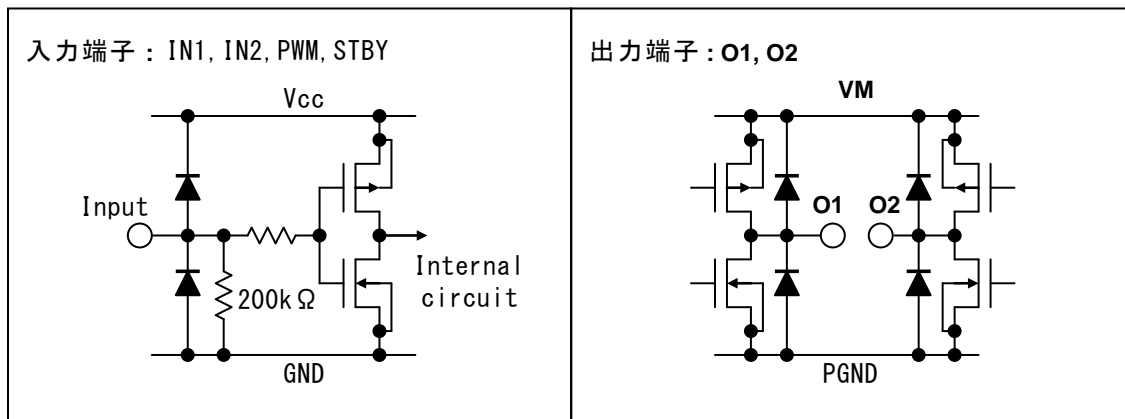 入力端子: IN1, IN2, PWM, STBY
Vcc
Input
200kΩ
Internal
circuit
GND
出力端子: O1, O2
VM
O1 O2
PGND